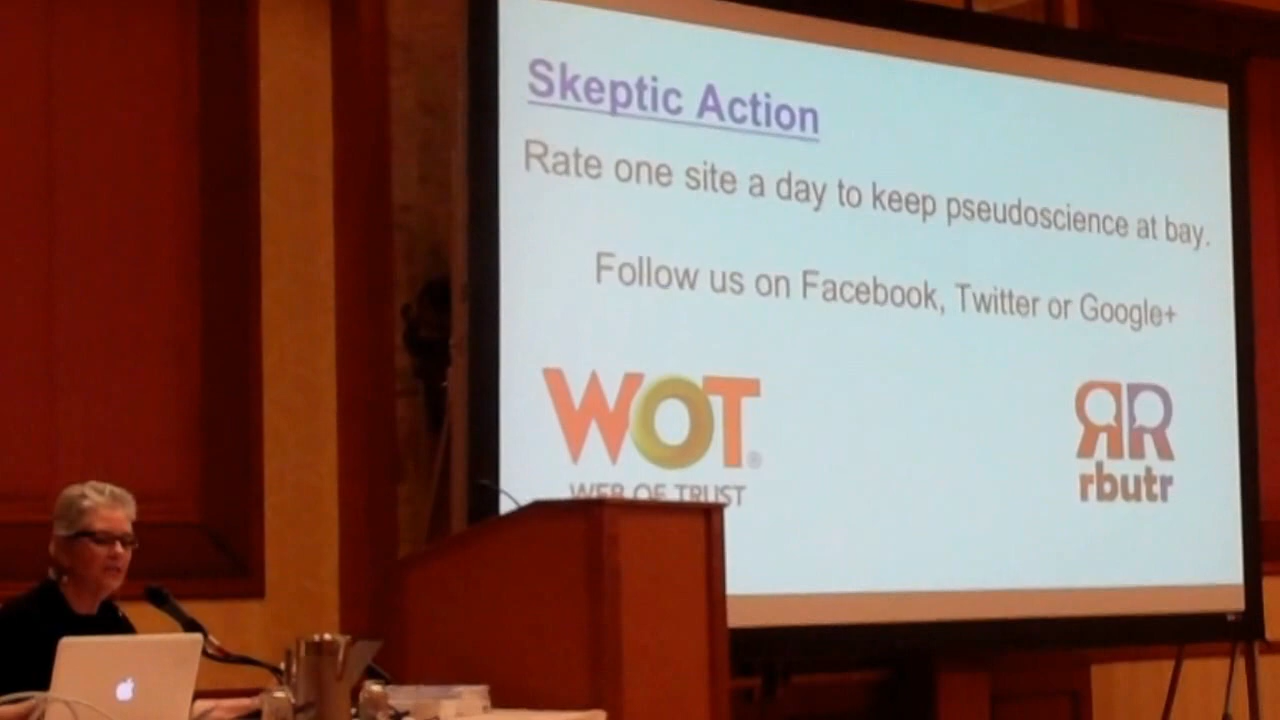 Skeptic Action
Rate one site a day to keep pseudoscience at bay.
Follow us on Facebook, Twitter or Google+
WOT®
WEB OF TRUST
RR
rbutr